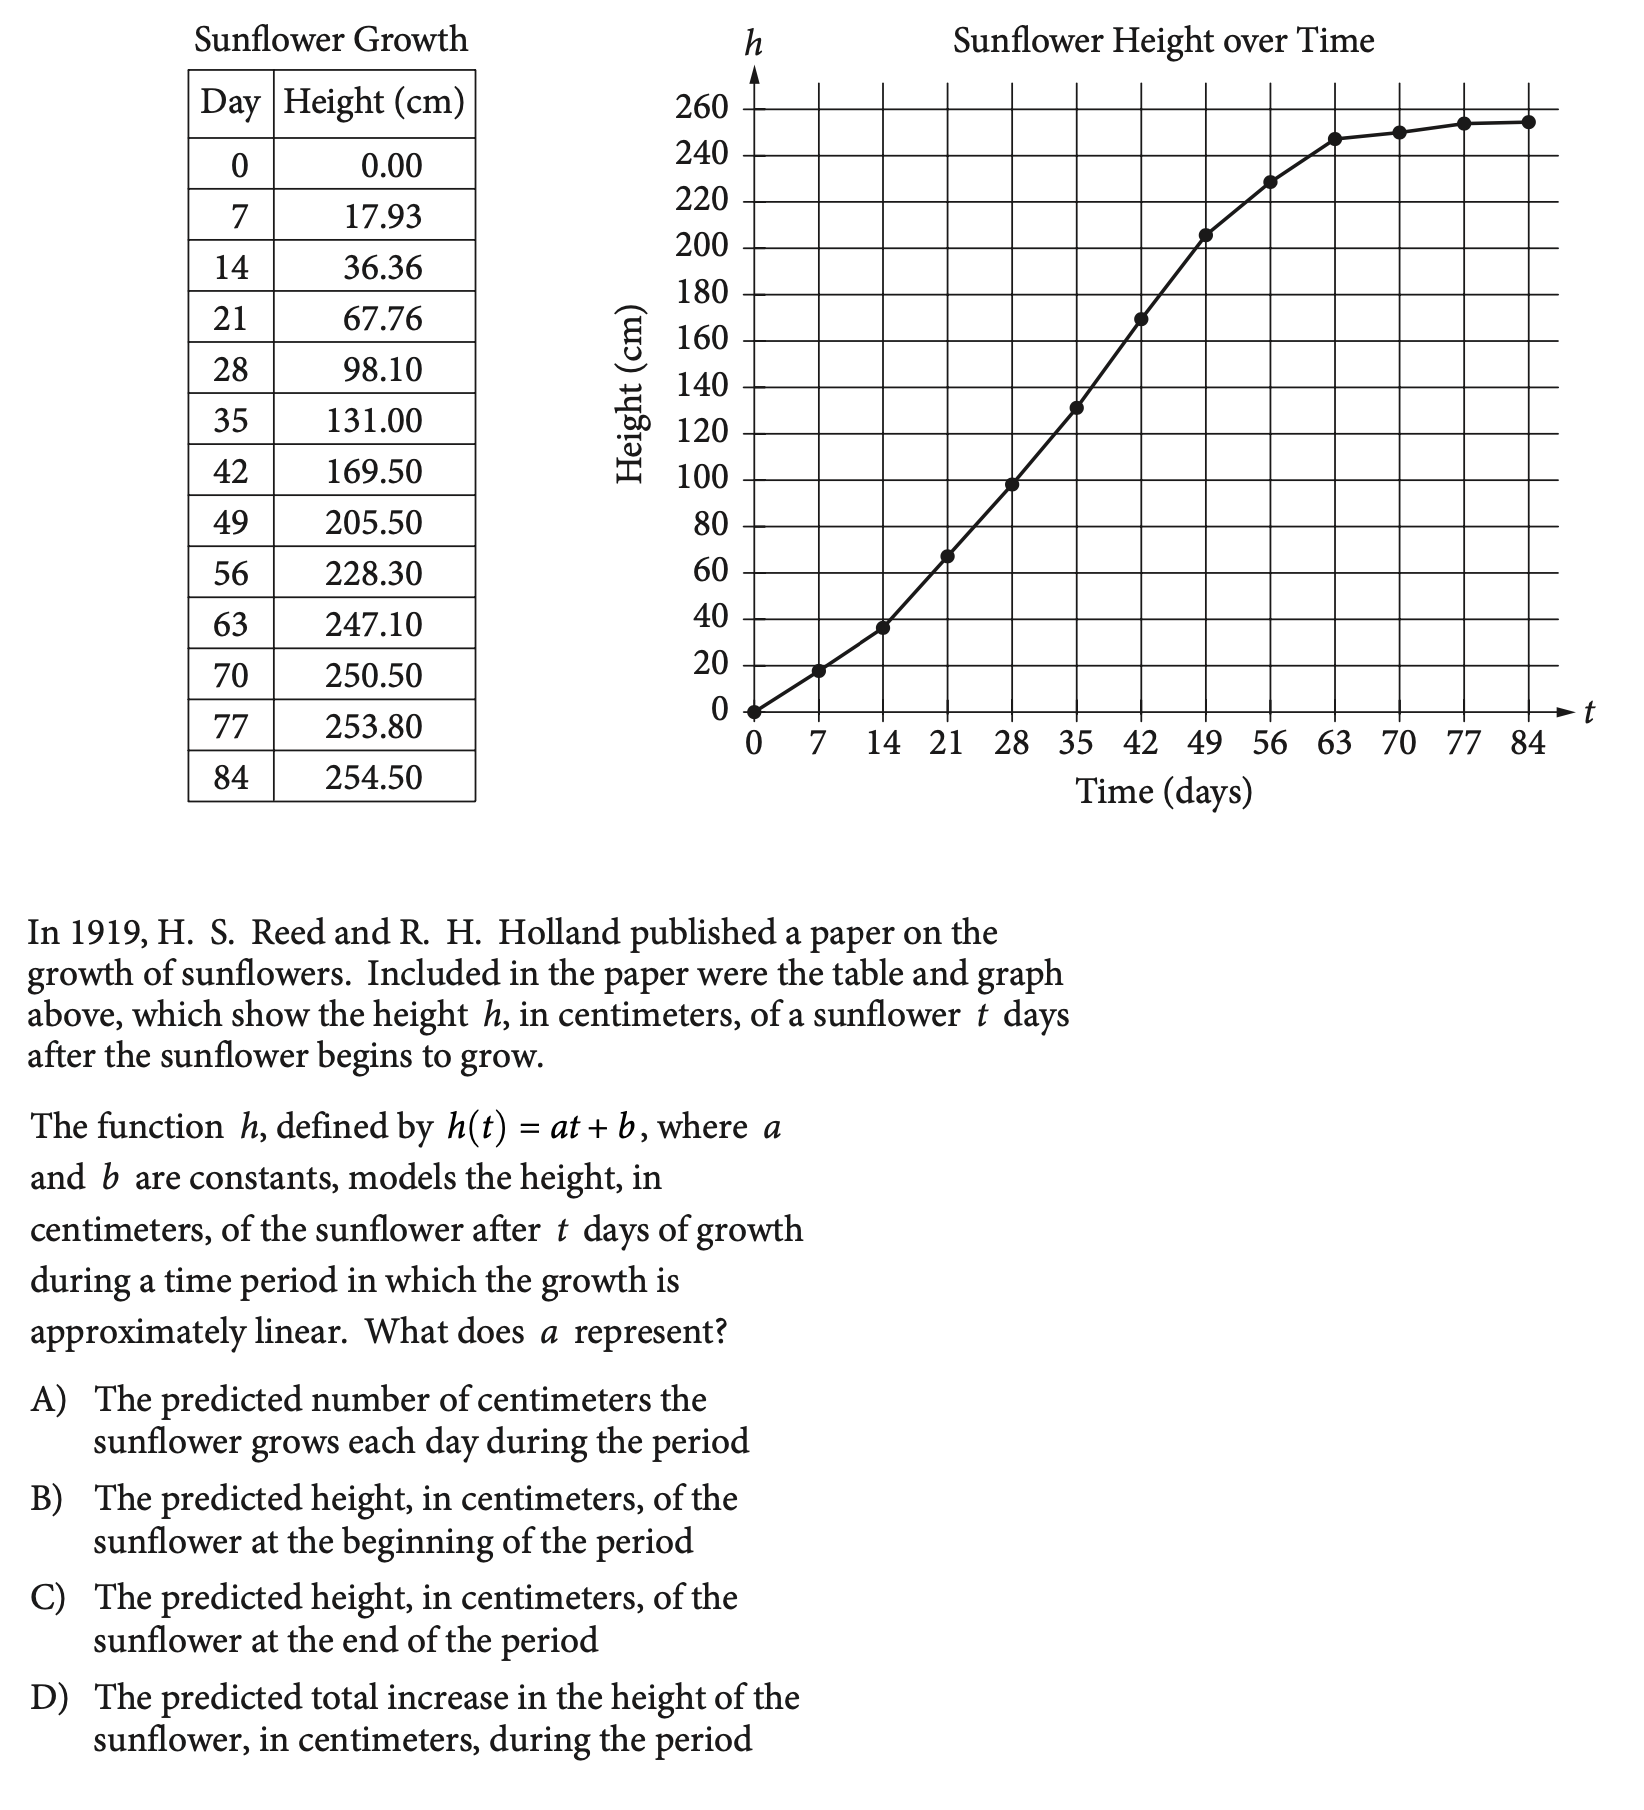 Sunflower Growth
Day Height (cm)
0 0.00
7 17.93
14 36.36
21 67.76
28 98.10
35 131.00
42 169.50
49 205.50
56 228.30
63 247.10
70 250.50
77 253.80
84 254.50
Sunflower Height over Time
h
260
240
220
200
180
160
140
120
100
80
60
40
20
0
Height (cm)
0 7 14 21 28 35 42 49 56 63 70 77 84
t
Time (days)
In 1919, H. S. Reed and R. H. Holland published a paper on the
growth of sunflowers. Included in the paper were the table and graph
above, which show the height h, in centimeters, of a sunflower t days
after the sunflower begins to grow.
The function h, defined by h(t) = at + b, where a
and b are constants, models the height, in
centimeters, of the sunflower after t days of growth
during a time period in which the growth is
approximately linear. What does a represent?
A) The predicted number of centimeters the
sunflower grows each day during the period
B) The predicted height, in centimeters, of the
sunflower at the beginning of the period
C) The predicted height, in centimeters, of the
sunflower at the end of the period
D) The predicted total increase in the height of the
sunflower, in centimeters, during the period